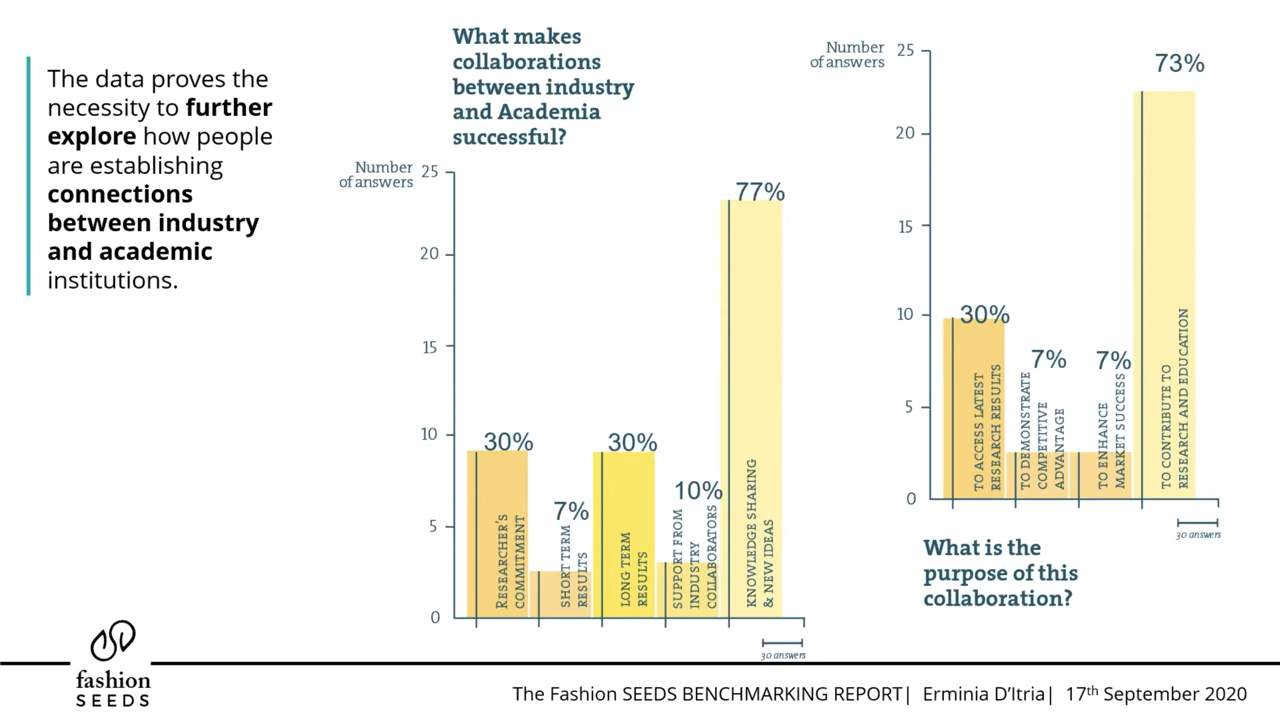 The data proves the
necessity to further
explore how people
are establishing
connections
between industry
and academic
institutions.
What makes
collaborations
between industry
and Academia
successful?
Number
of answers
25
20
15
10
5
0
30%
7%
30%
10%
77%
RESEARCHER'S
COMMITMENT
SHORT TERM
RESULTS
LONG TERM
RESULTS
SUPPORT FROM
INDUSTRY
COLLABORATORS
KNOWLEDGE SHARING
& NEW IDEAS
30 answers
Number
of answers
25
20
15
10
5
0
30%
7%
7%
73%
TO ACCESS LATEST
RESEARCH RESULTS
TO DEMONSTRATE
COMPETITIVE
ADVANTAGE
TO ENHANCE
MARKET SUCCESS
TO CONTRIBUTE TO
RESEARCH AND EDUCATION
30 answers
What is the
purpose of this
collaboration?
fashion
SEEDS
The Fashion SEEDS BENCHMARKING REPORT| Erminia D'Itria| 17th September 2020